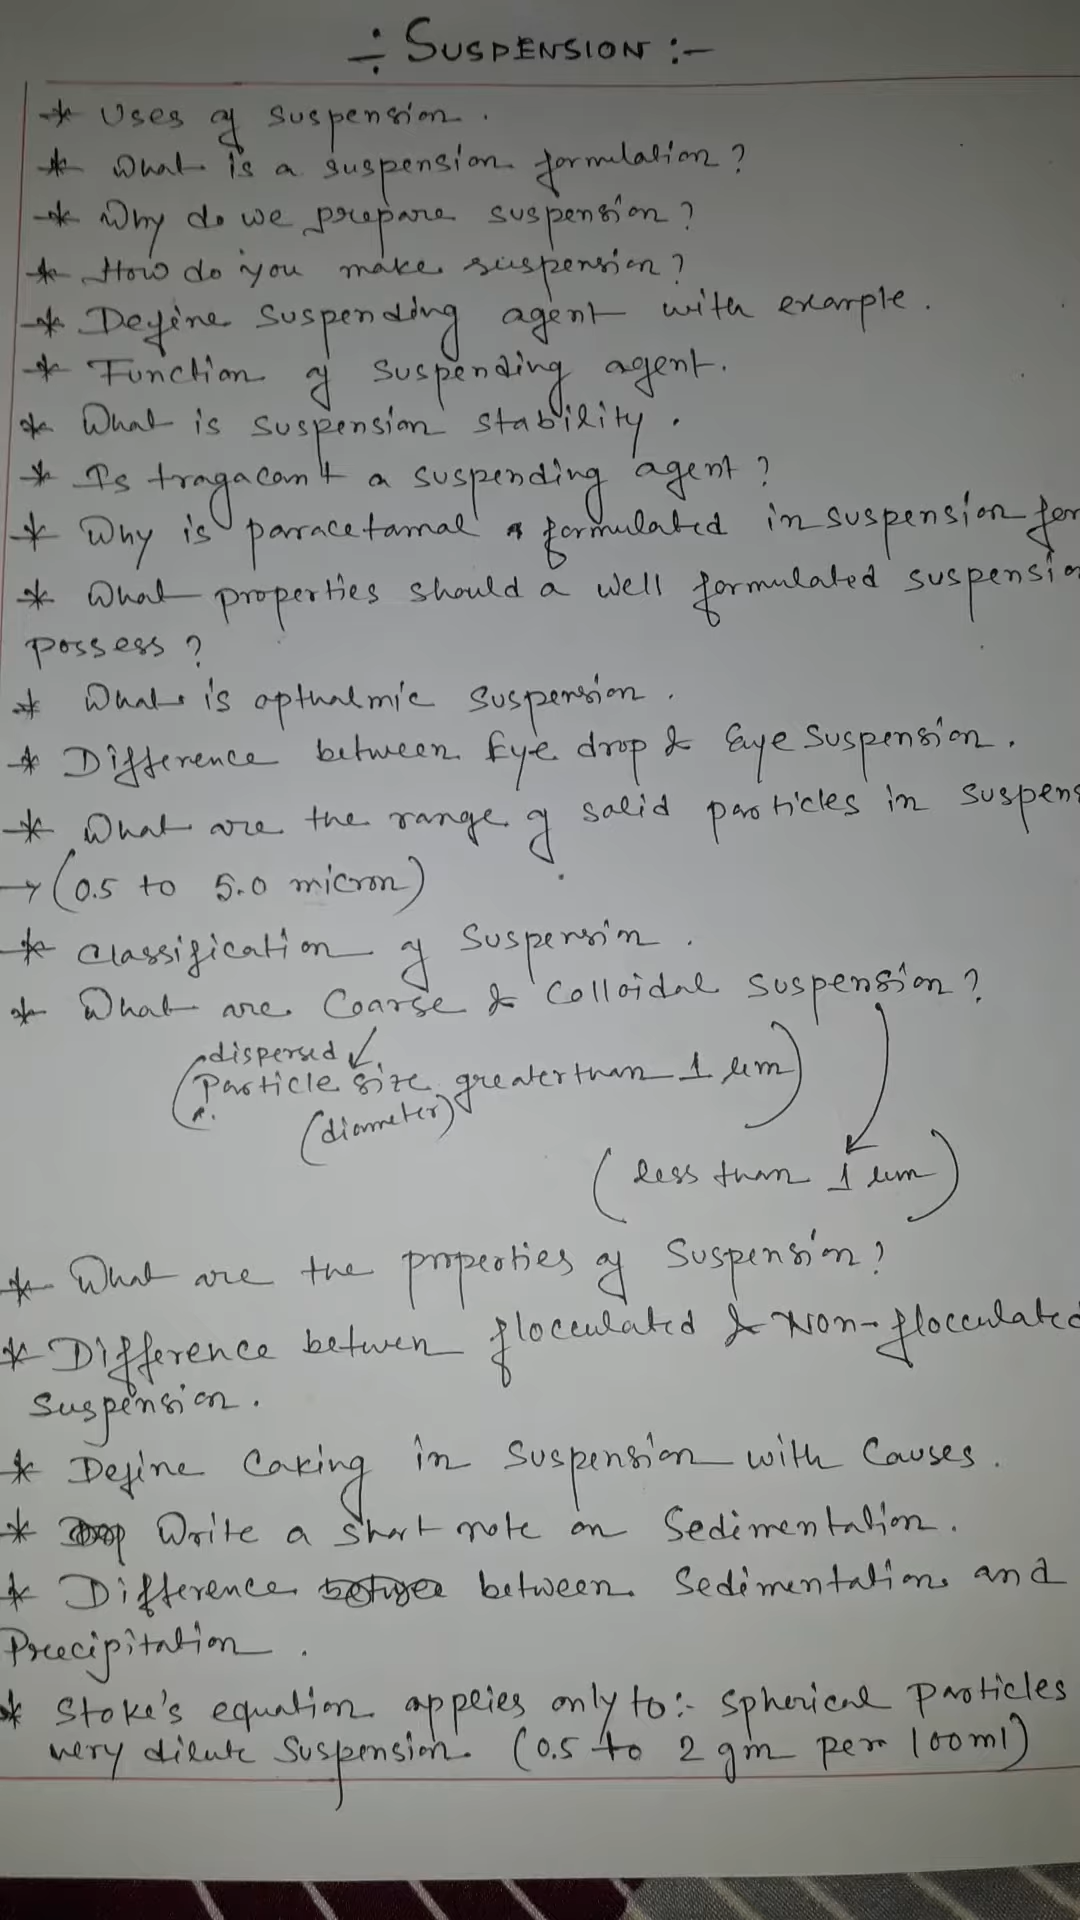 ÷ SUSPENSION :-
* Uses of suspension.
* What is a suspension formulation?
* Why do we prepare suspension?
* How do you make suspension?
* Define suspending agent with example.
* Function of suspending agent.
* What is suspension stability.
* Is tragacant a suspending agent?
* Why is paracetamal formulated in suspension for
* What properties should a well formulated suspensio
possess?
* What is opthalmic suspension.
* Difference between Eye drop & Eye suspension.
* What are the range of solid particles in suspens
→ (0.5 to 5.0 micron)
* Classification of suspension.
* What are Coarse & Colloidal suspension?
dispersed
(Particle size greater than 1 µm)
(diameter)
(less than 1 µm)
* What are the properties of Suspension?
* Difference betwen flocculated & Non-flocculated
Suspension.
* Define Caking in Suspension with Causes.
* Write a short note on Sedimentation.
* Difference between Sedimentation and
Precipitation.
* Stoke's equation applies only to:- Spherical Particles
very dilute Suspension. (0.5 to 2 gm per 100ml)